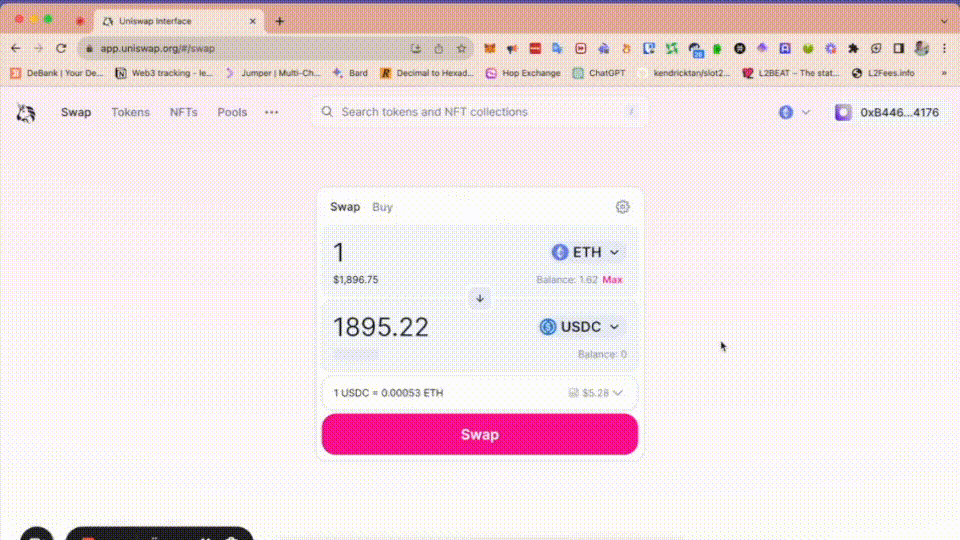 Uniswap Interface
app.uniswap.org/#/swap
20
DeBank | Your De... Web3 tracking - le... Jumper | Multi-Ch... Bard Decimal to Hexad... Hop Exchange ChatGPT kendricktan/slot2... L2BEAT – The stat... L2Fees.info »
Swap Tokens NFTs Pools Search tokens and NFT collections / 0xB446...4176
Swap Buy
1 ETH
$1,896.75 Balance: 1.62 Max
1895.22 USDC
Balance: 0
1 USDC = 0.00053 ETH $5.28
Swap